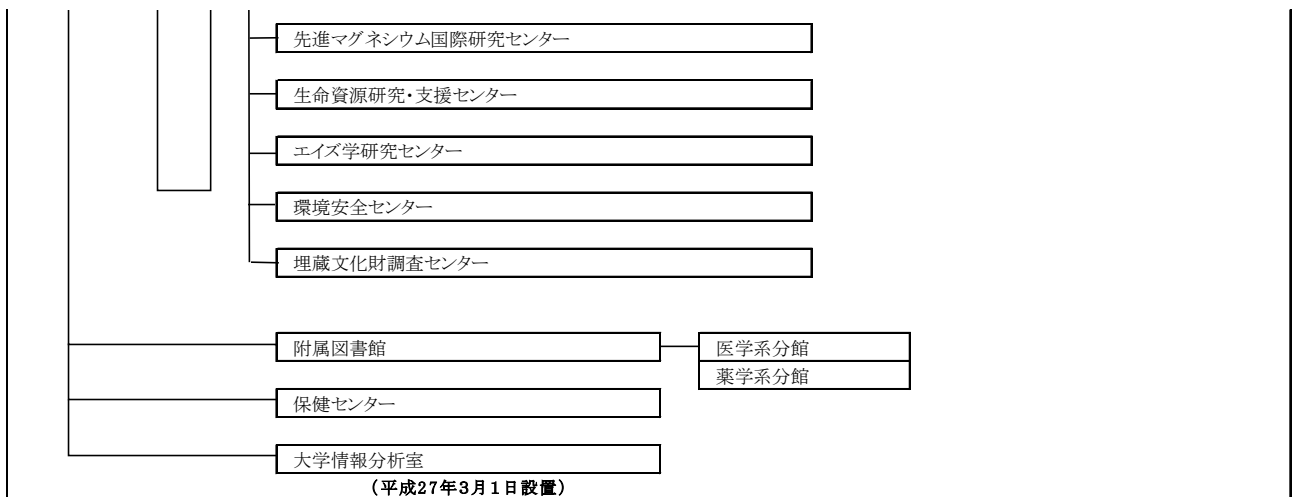 先進マグネシウム国際研究センター
生命資源研究・支援センター
エイズ学研究センター
環境安全センター
埋蔵文化財調査センター
附属図書館
医学系分館
薬学系分館
保健センター
大学情報分析室
（平成27年3月1日設置）